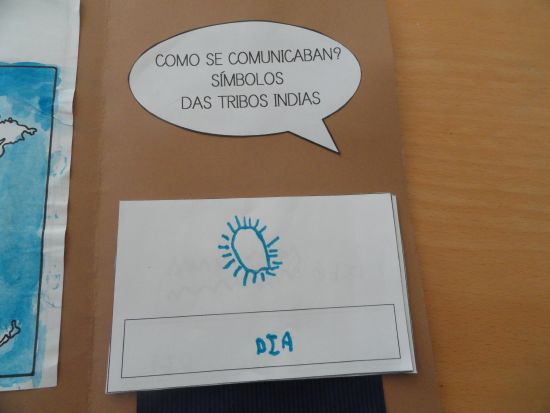 COMO SE COMUNICABAN?
SÍMBOLOS
DAS TRIBOS INDIAS
DIA